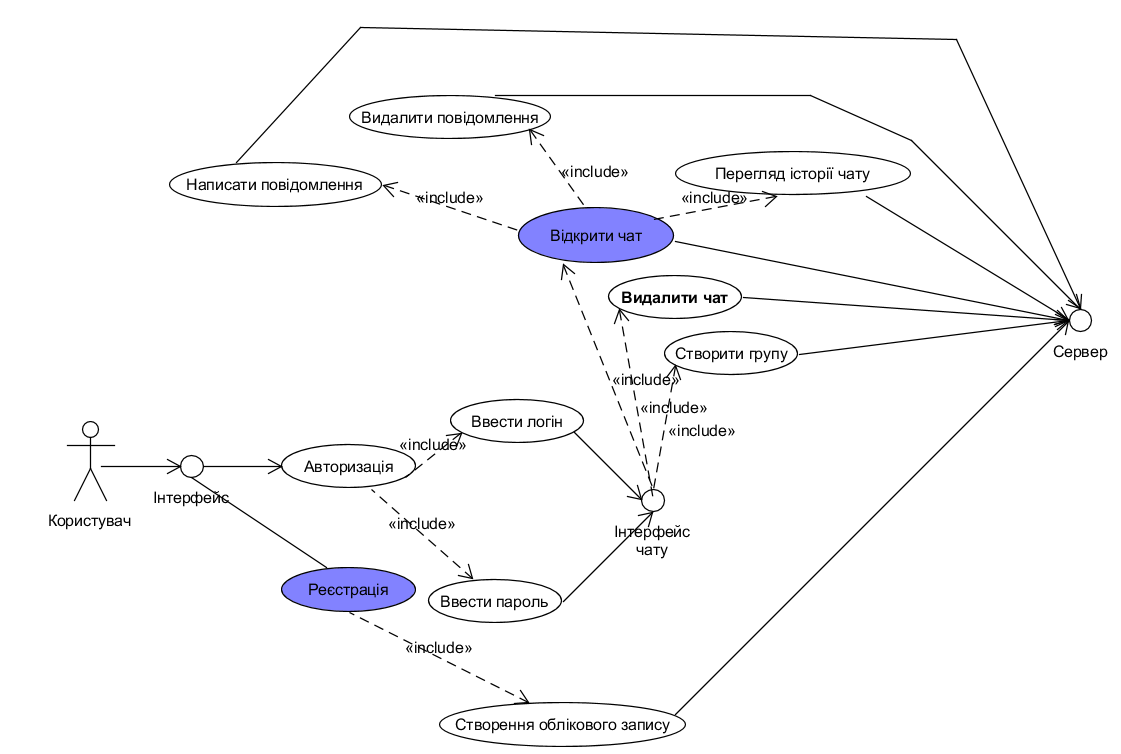 Видалити повідомлення
«include»
Перегляд історії чату
Написати повідомлення
«include»
«include»
Відкрити чат
Видалити чат
Сервер
Створити групу
«include»
«include»
Ввести логін
«include»
«include»
Авторизація
Інтерфейс
Користувач
«include»
Інтерфейс
чату
Реєстрація
Ввести пароль
«include»
Створення облікового запису